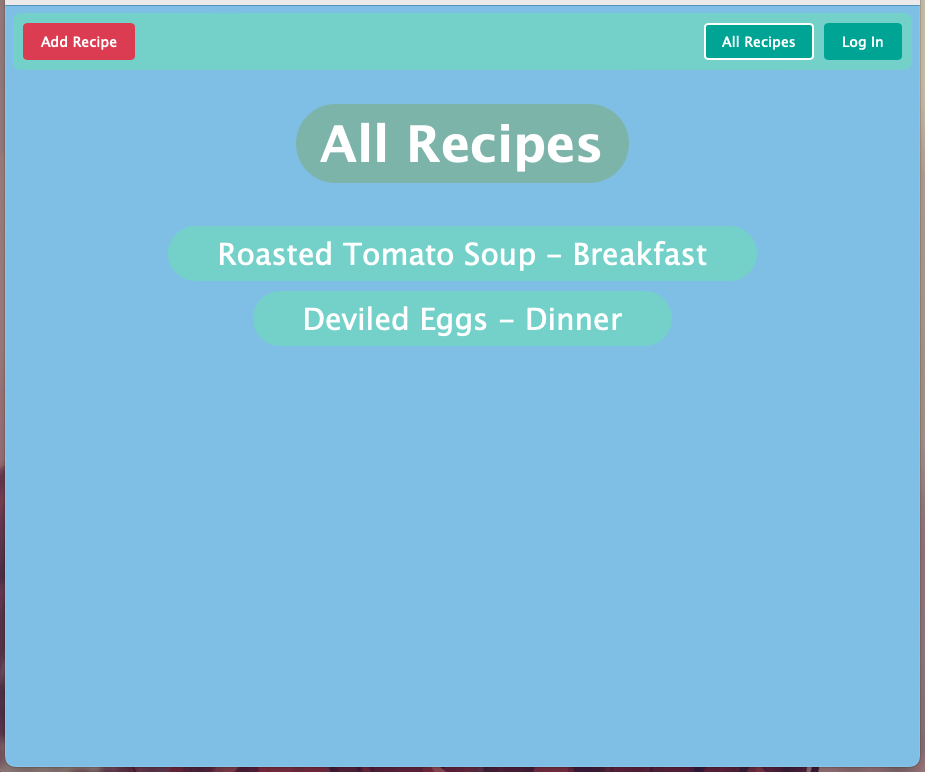 Add Recipe All Recipes Log In
All Recipes
Roasted Tomato Soup - Breakfast
Deviled Eggs - Dinner